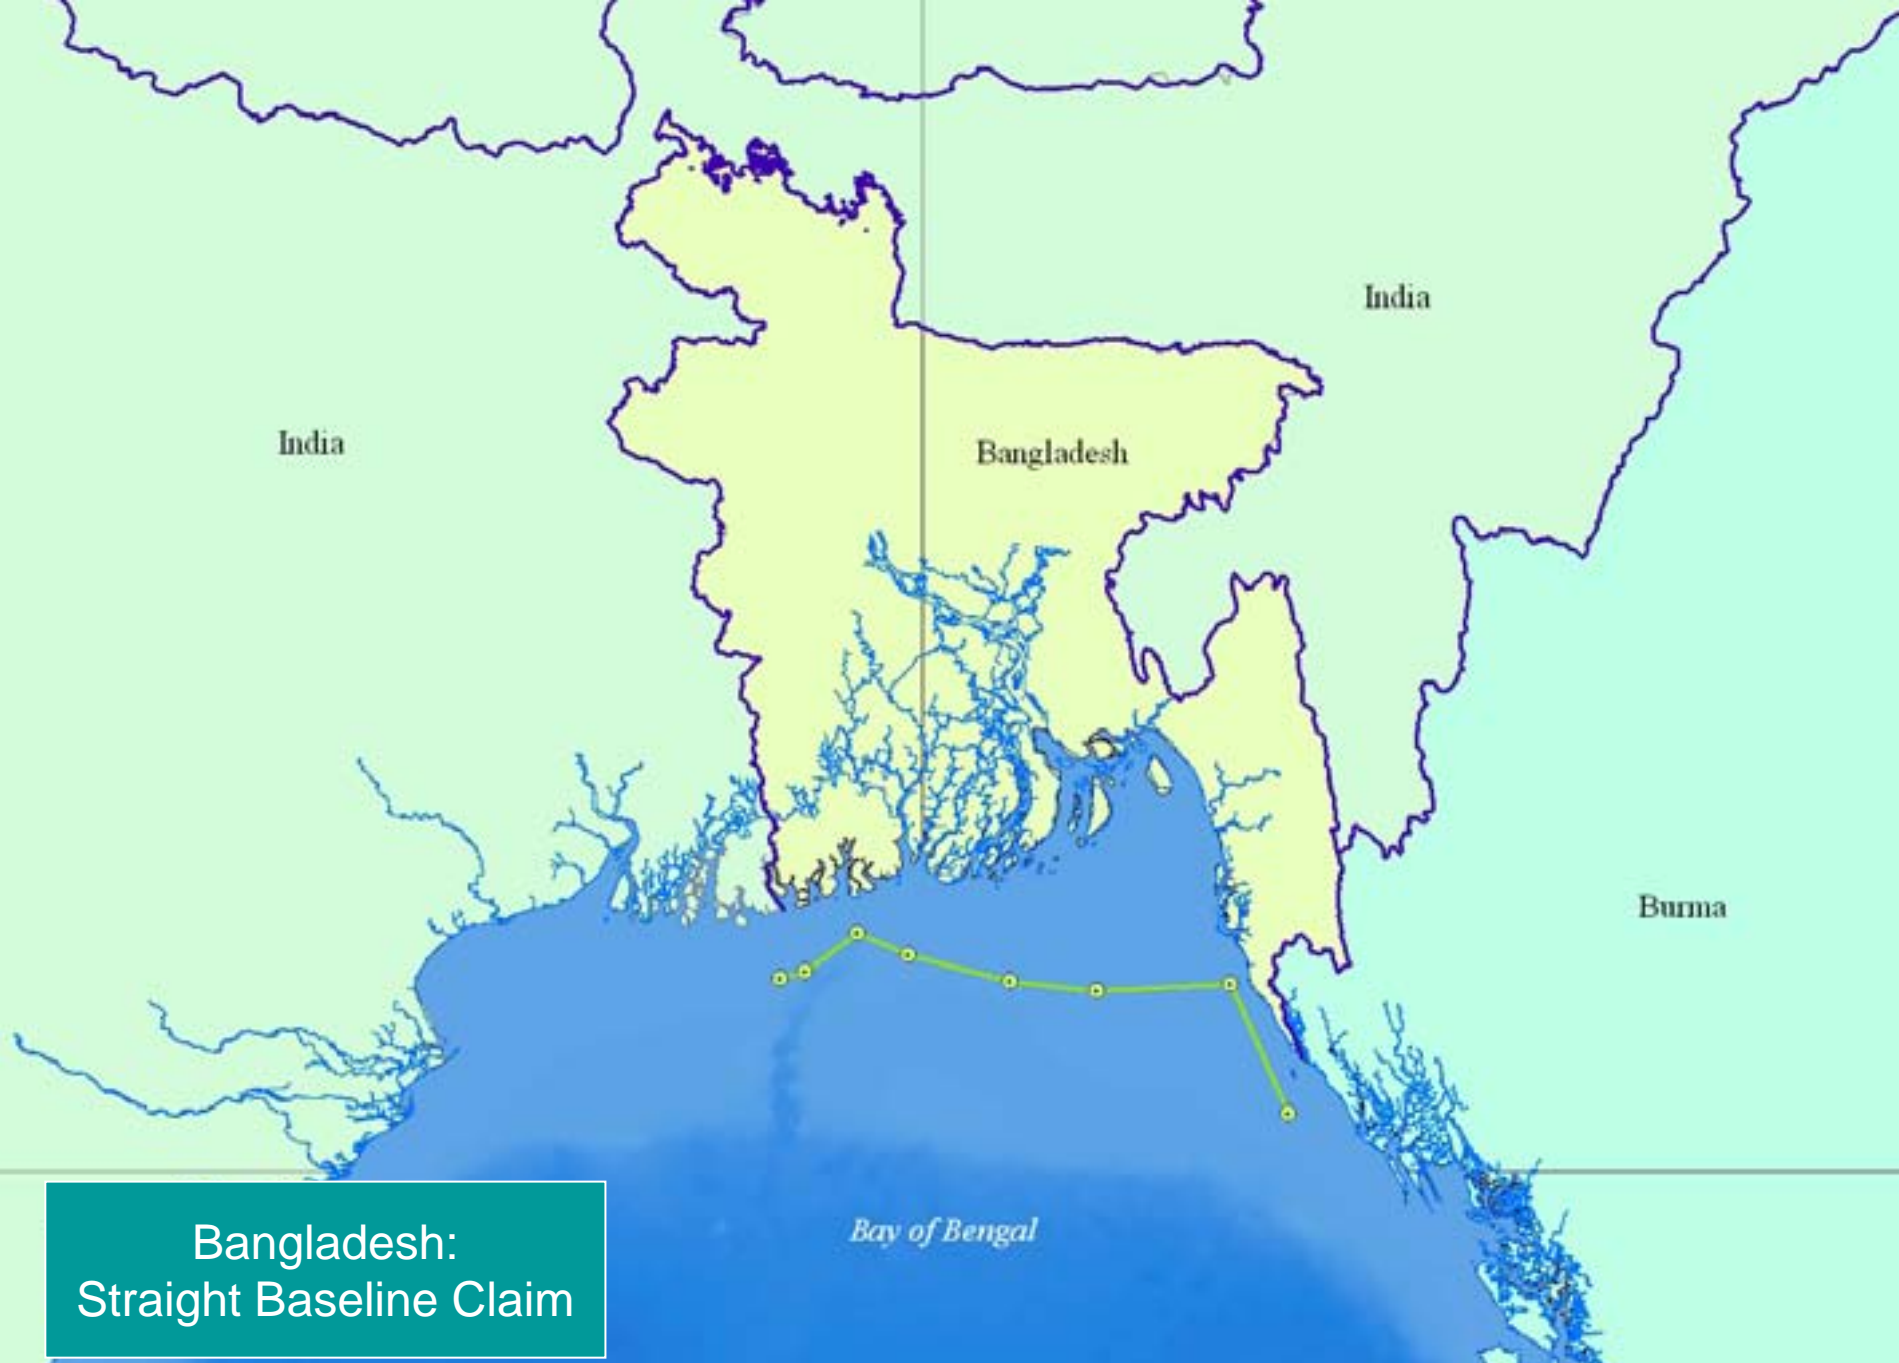 India
India
Bangladesh
Burma
Bay of Bengal
Bangladesh:
Straight Baseline Claim